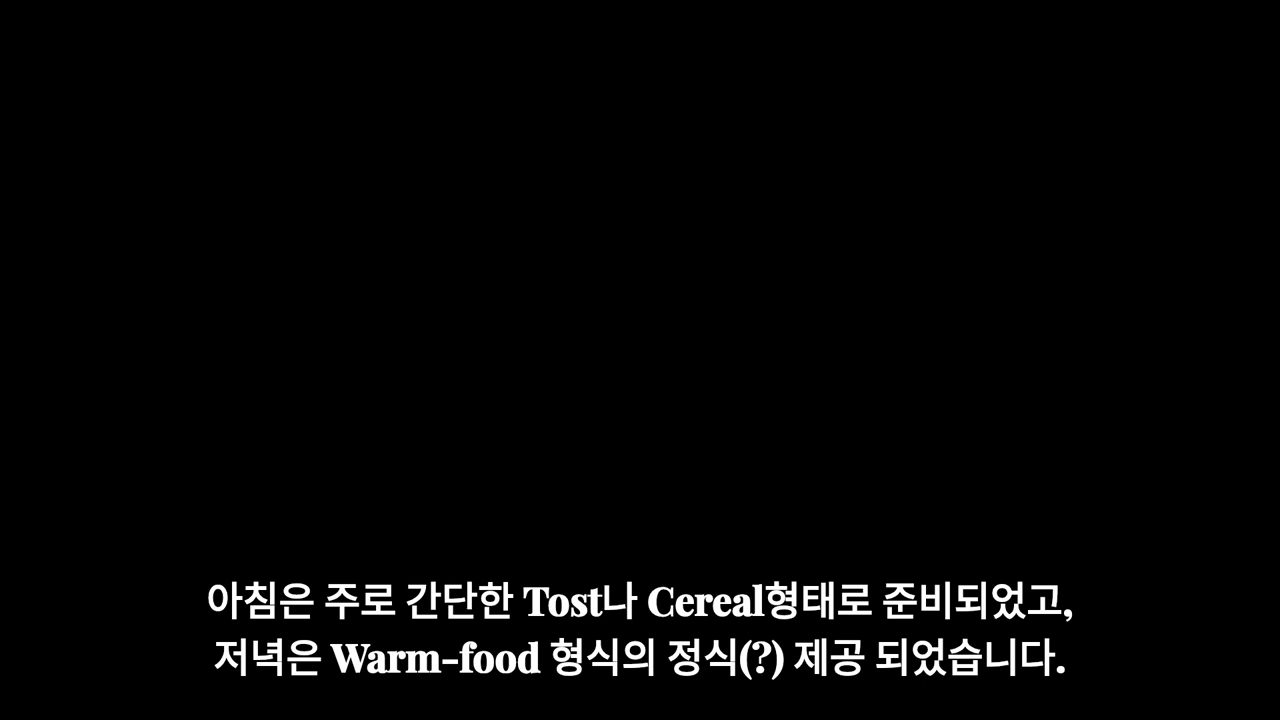 아침은 주로 간단한 Tost나 Cereal형태로 준비되었고,
저녁은 Warm-food 형식의 정식(?) 제공 되었습니다.